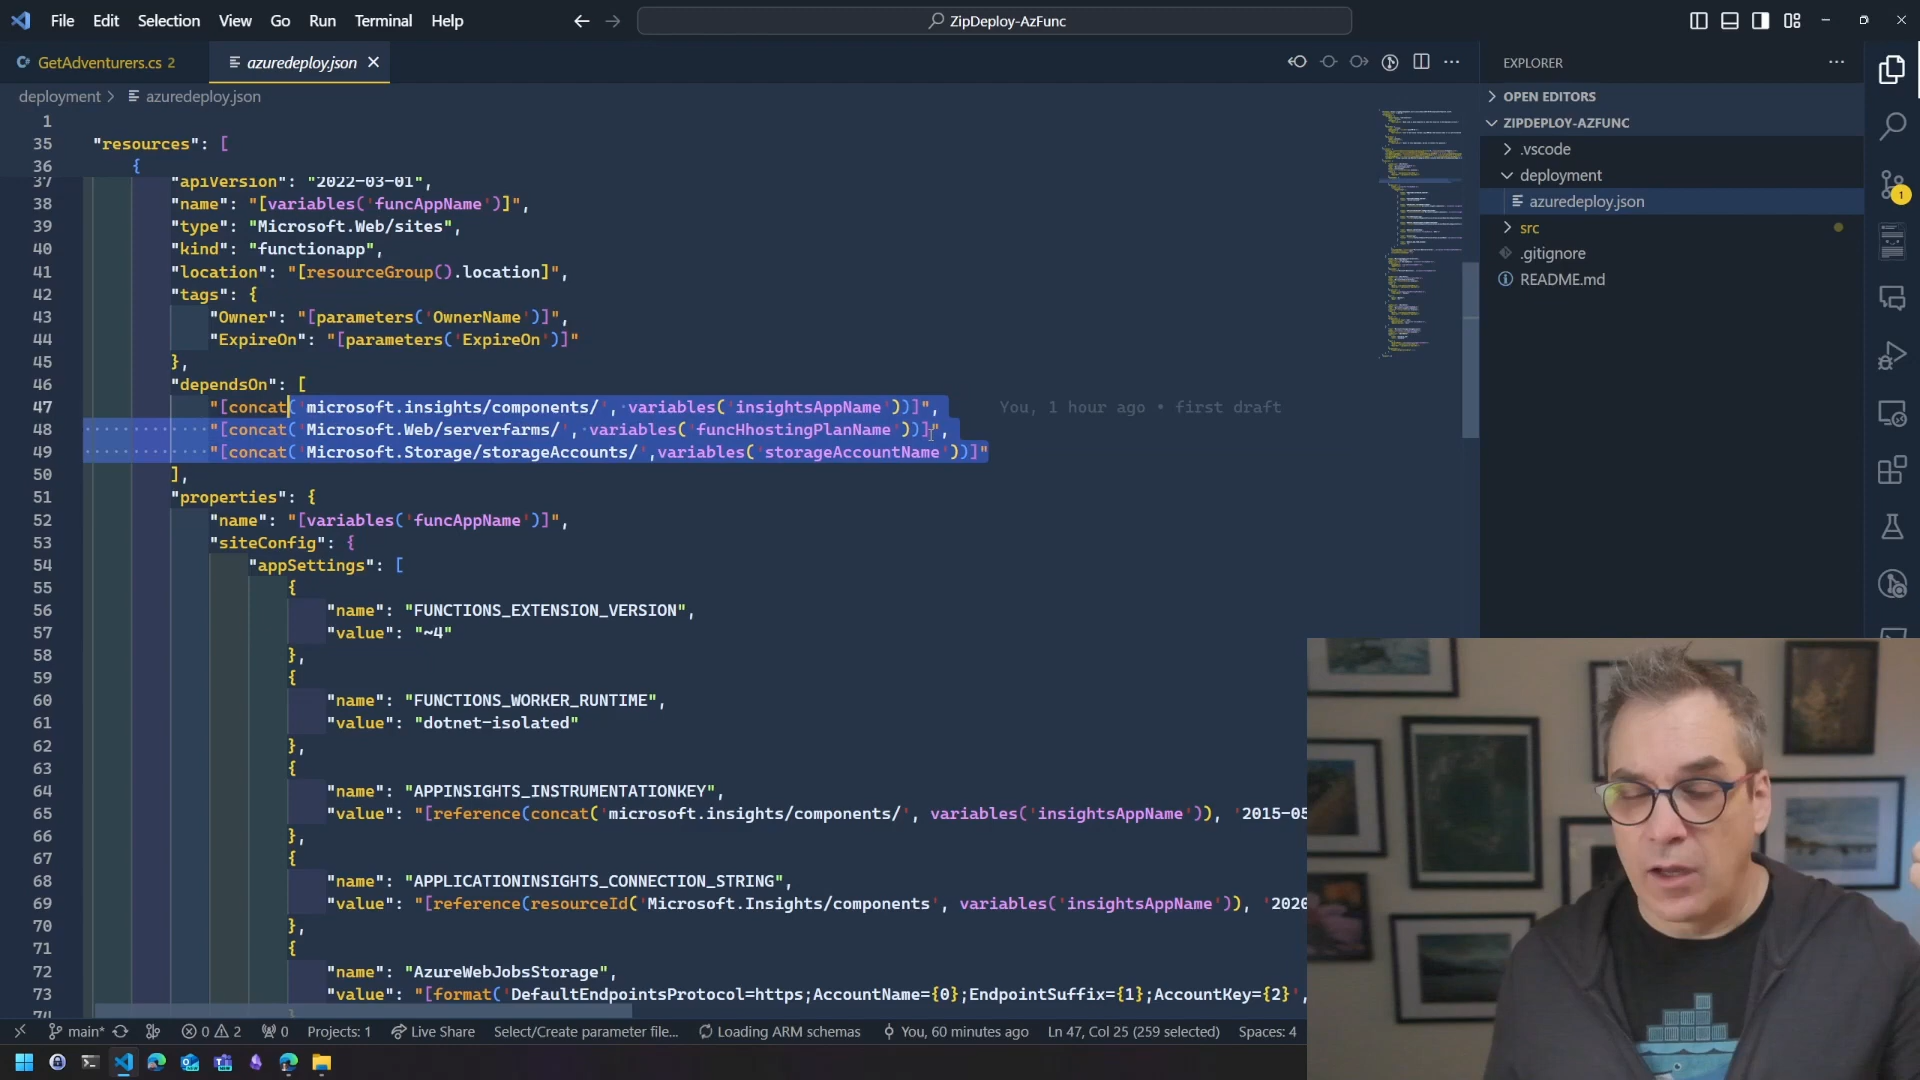 File Edit Selection View Go Run Terminal Help
ZipDeploy-AzFunc
GetAdventurers.cs 2
azuredeploy.json
deployment > azuredeploy.json
1
35 "resources": [
36 {
37 "apiVersion": "2022-03-01",
38 "name": "[variables('funcAppName')]",
39 "type": "Microsoft.Web/sites",
40 "kind": "functionapp",
41 "location": "[resourceGroup().location]",
42 "tags": {
43 "Owner": "[parameters('OwnerName')]",
44 "ExpireOn": "[parameters('ExpireOn')]"
45 },
46 "dependsOn": [
47 "[concat('microsoft.insights/components/', variables('insightsAppName'))]", You, 1 hour ago • first draft
48 "[concat('Microsoft.Web/serverfarms/', variables('funcHhostingPlanName'))]",
49 "[concat('Microsoft.Storage/storageAccounts/',variables('storageAccountName'))]"
50 ],
51 "properties": {
52 "name": "[variables('funcAppName')]",
53 "siteConfig": {
54 "appSettings": [
55 {
56 "name": "FUNCTIONS_EXTENSION_VERSION",
57 "value": "~4"
58 },
59 {
60 "name": "FUNCTIONS_WORKER_RUNTIME",
61 "value": "dotnet-isolated"
62 },
63 {
64 "name": "APPINSIGHTS_INSTRUMENTATIONKEY",
65 "value": "[reference(concat('microsoft.insights/components/', variables('insightsAppName')), '2015-05
66 },
67 {
68 "name": "APPLICATIONINSIGHTS_CONNECTION_STRING",
69 "value": "[reference(resourceId('Microsoft.Insights/components', variables('insightsAppName')), '2020
70 },
71 {
72 "name": "AzureWebJobsStorage",
73 "value": "[format('DefaultEndpointsProtocol=https;AccountName={0};EndpointSuffix={1};AccountKey={2}',
74 }
EXPLORER
OPEN EDITORS
ZIPDEPLOY-AZFUNC
.vscode
deployment
azuredeploy.json
src
.gitignore
README.md
1
main* 0 2 0 Projects: 1 Live Share Select/Create parameter file... Loading ARM schemas You, 60 minutes ago Ln 47, Col 25 (259 selected) Spaces: 4